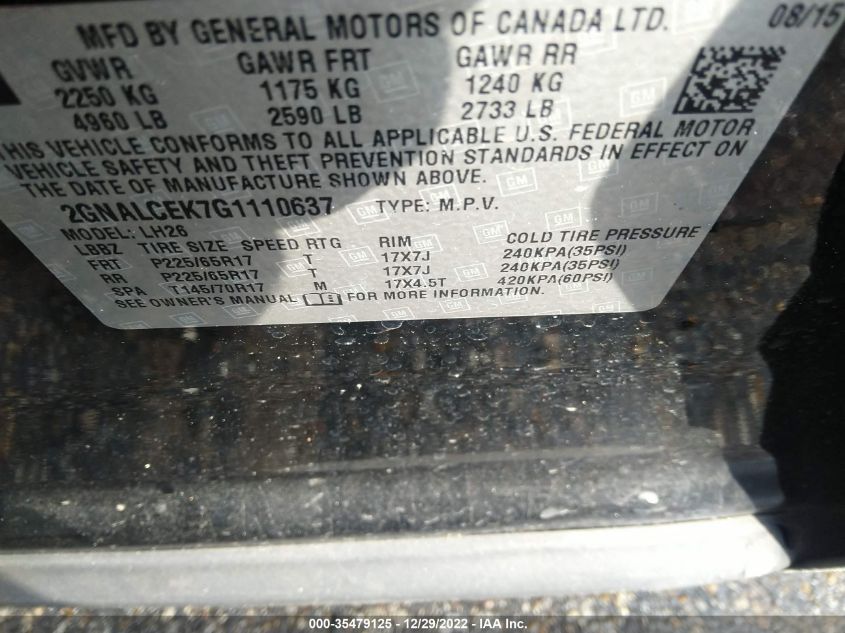 MFD BY GENERAL MOTORS OF CANADA LTD. 08/15
GVWR GAWR FRT GAWR RR
2250 KG 1175 KG 1240 KG
4960 LB 2590 LB 2733 LB
THIS VEHICLE CONFORMS TO ALL APPLICABLE U.S. FEDERAL MOTOR
VEHICLE SAFETY AND THEFT PREVENTION STANDARDS IN EFFECT ON
THE DATE OF MANUFACTURE SHOWN ABOVE.
2GNALCEK7G1110637 TYPE: M.P.V.
MODEL: LH26
LBBZ TIRE SIZE SPEED RTG RIM COLD TIRE PRESSURE
FRT P225/65R17 T 17X7J 240KPA(35PSI)
RR P225/65R17 T 17X7J 240KPA(35PSI)
SPA T145/70R17 M 17X4.5T 420KPA(60PSI)
SEE OWNER'S MANUAL FOR MORE INFORMATION.
000-35479125 - 12/29/2022 - IAA Inc.